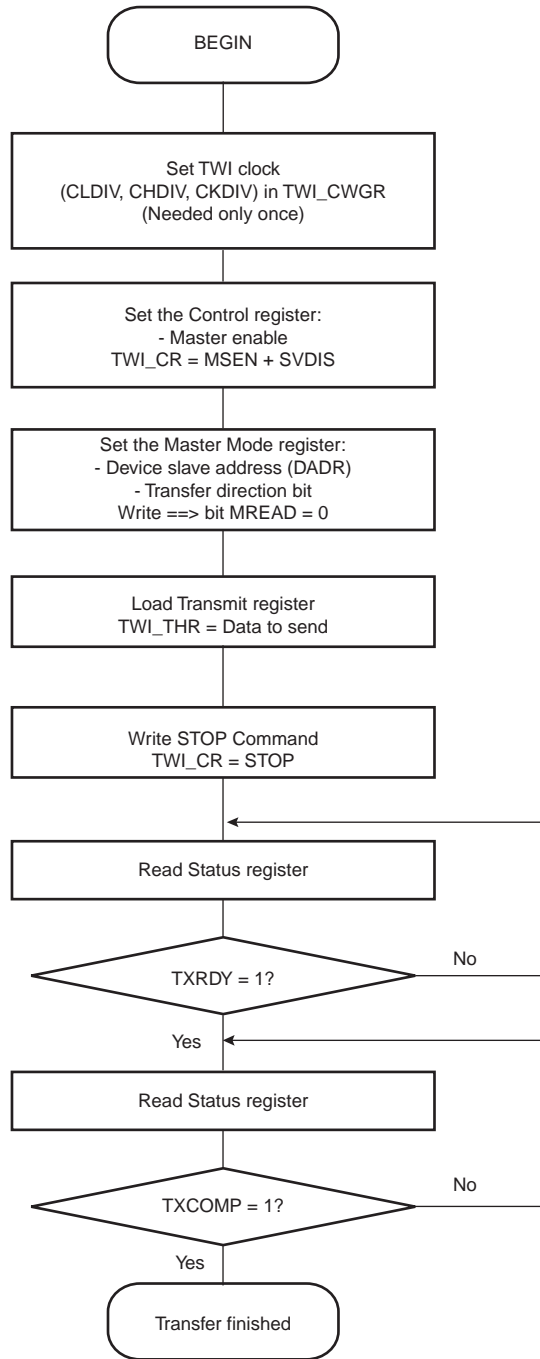 BEGIN
Set TWI clock
(CLDIV, CHDIV, CKDIV) in TWI_CWGR
(Needed only once)
Set the Control register:
- Master enable
TWI_CR = MSEN + SVDIS
Set the Master Mode register:
- Device slave address (DADR)
- Transfer direction bit
Write ==> bit MREAD = 0
Load Transmit register
TWI_THR = Data to send
Write STOP Command
TWI_CR = STOP
Read Status register
TXRDY = 1?
No
Yes
Read Status register
TXCOMP = 1?
No
Yes
Transfer finished